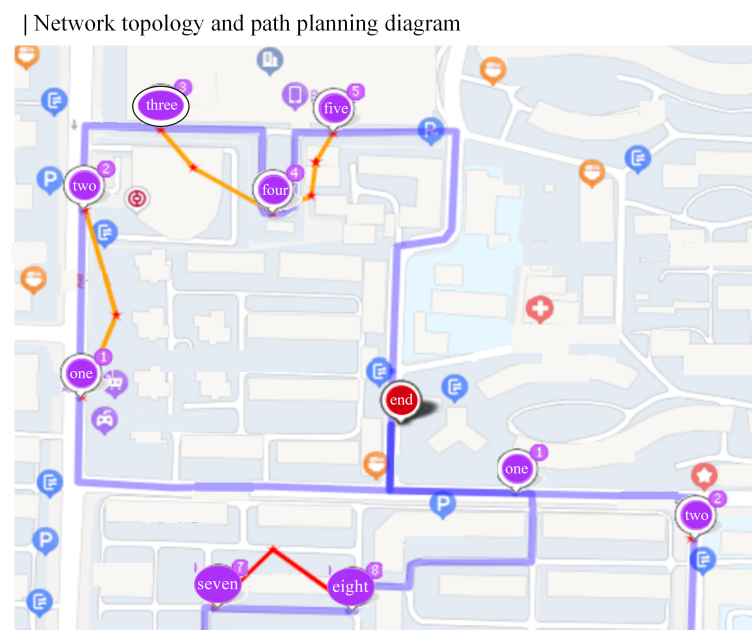 | Network topology and path planning diagram
3
three
5
five
P
4
four
2
two
P
1
one
end
1
one
2
two
P
P
7
seven
8
eight